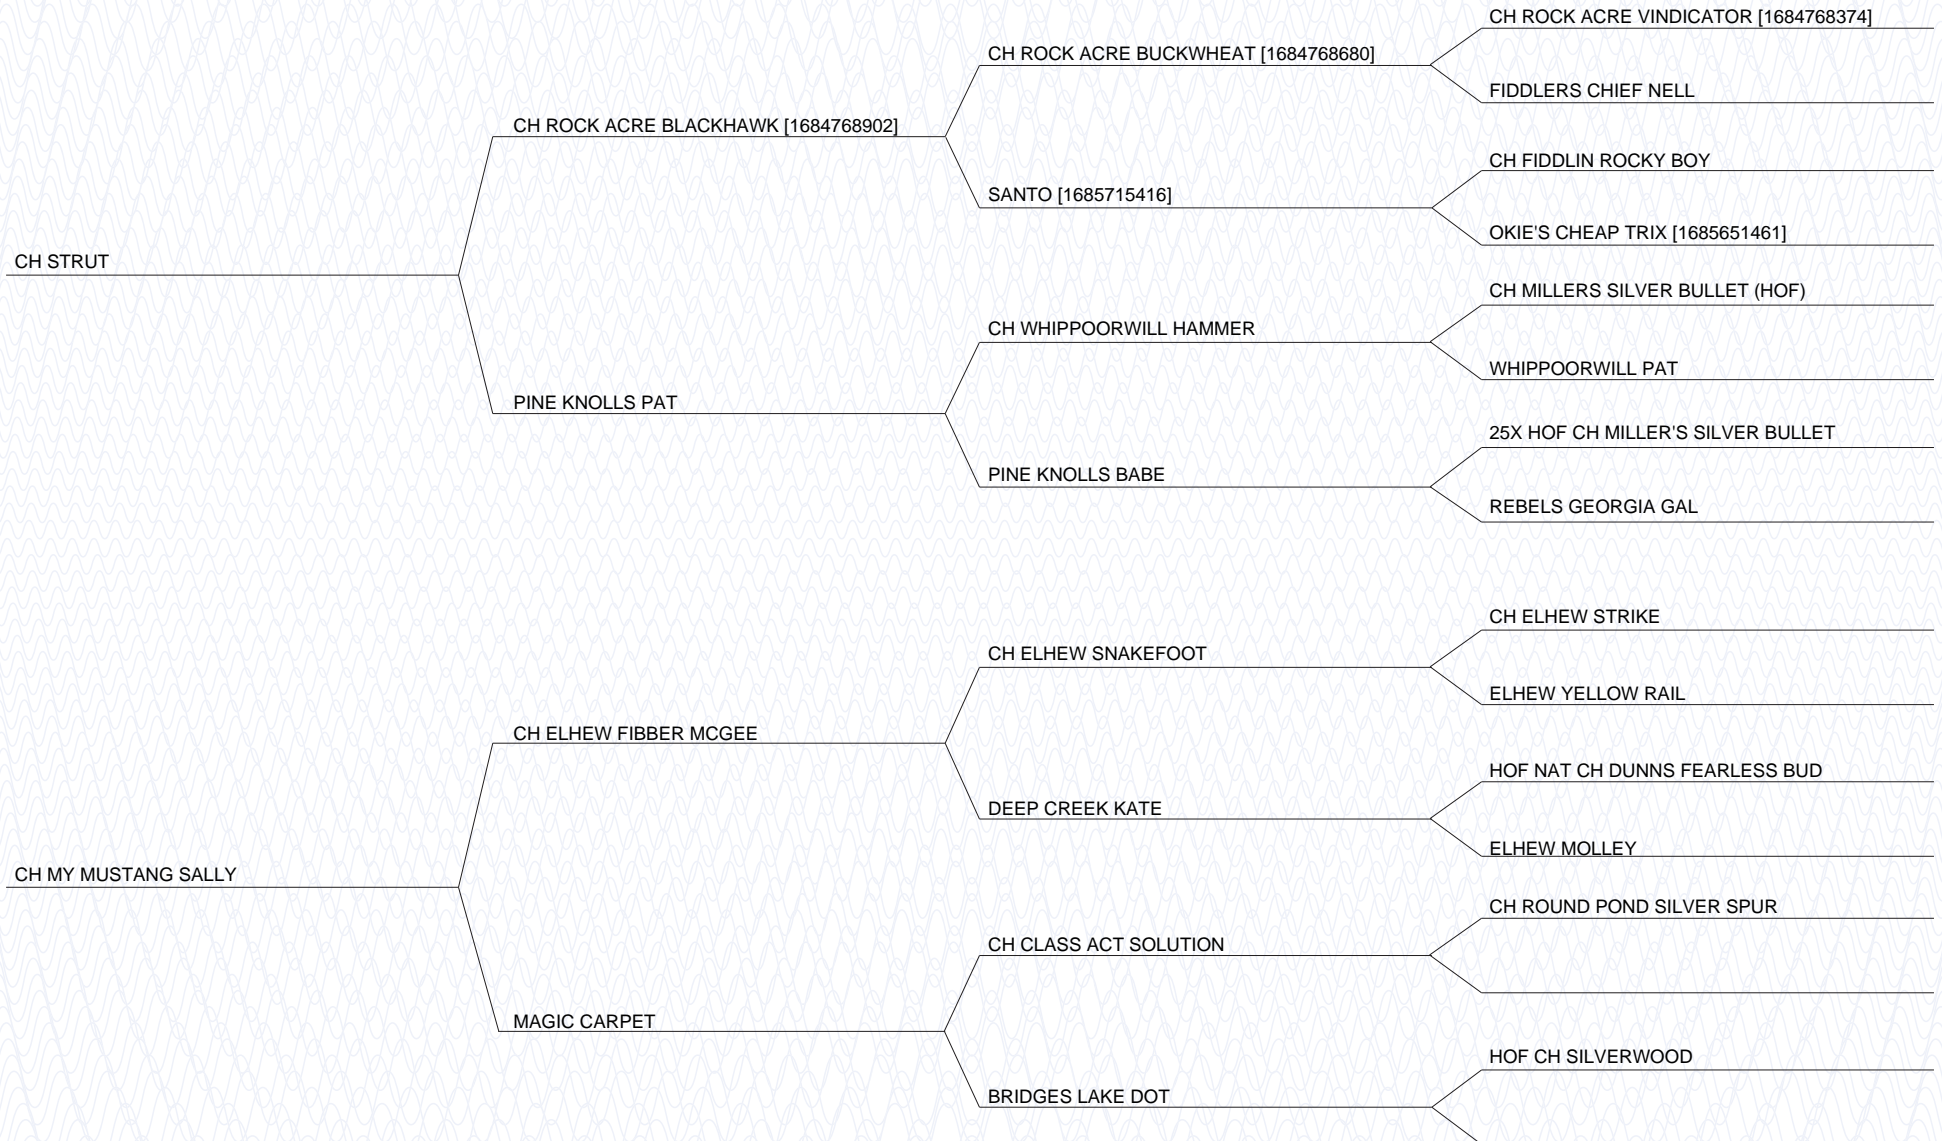 CH ROCK ACRE VINDICATOR [1684768374]
CH ROCK ACRE BUCKWHEAT [1684768680]
FIDDLERS CHIEF NELL
CH ROCK ACRE BLACKHAWK [1684768902]
CH FIDDLIN ROCKY BOY
SANTO [1685715416]
OKIE'S CHEAP TRIX [1685651461]
CH STRUT
CH MILLERS SILVER BULLET (HOF)
CH WHIPPOORWILL HAMMER
WHIPPOORWILL PAT
PINE KNOLLS PAT
25X HOF CH MILLER'S SILVER BULLET
PINE KNOLLS BABE
REBELS GEORGIA GAL
CH ELHEW STRIKE
CH ELHEW SNAKEFOOT
ELHEW YELLOW RAIL
CH ELHEW FIBBER MCGEE
HOF NAT CH DUNNS FEARLESS BUD
DEEP CREEK KATE
ELHEW MOLLEY
CH MY MUSTANG SALLY
CH ROUND POND SILVER SPUR
CH CLASS ACT SOLUTION
MAGIC CARPET
HOF CH SILVERWOOD
BRIDGES LAKE DOT